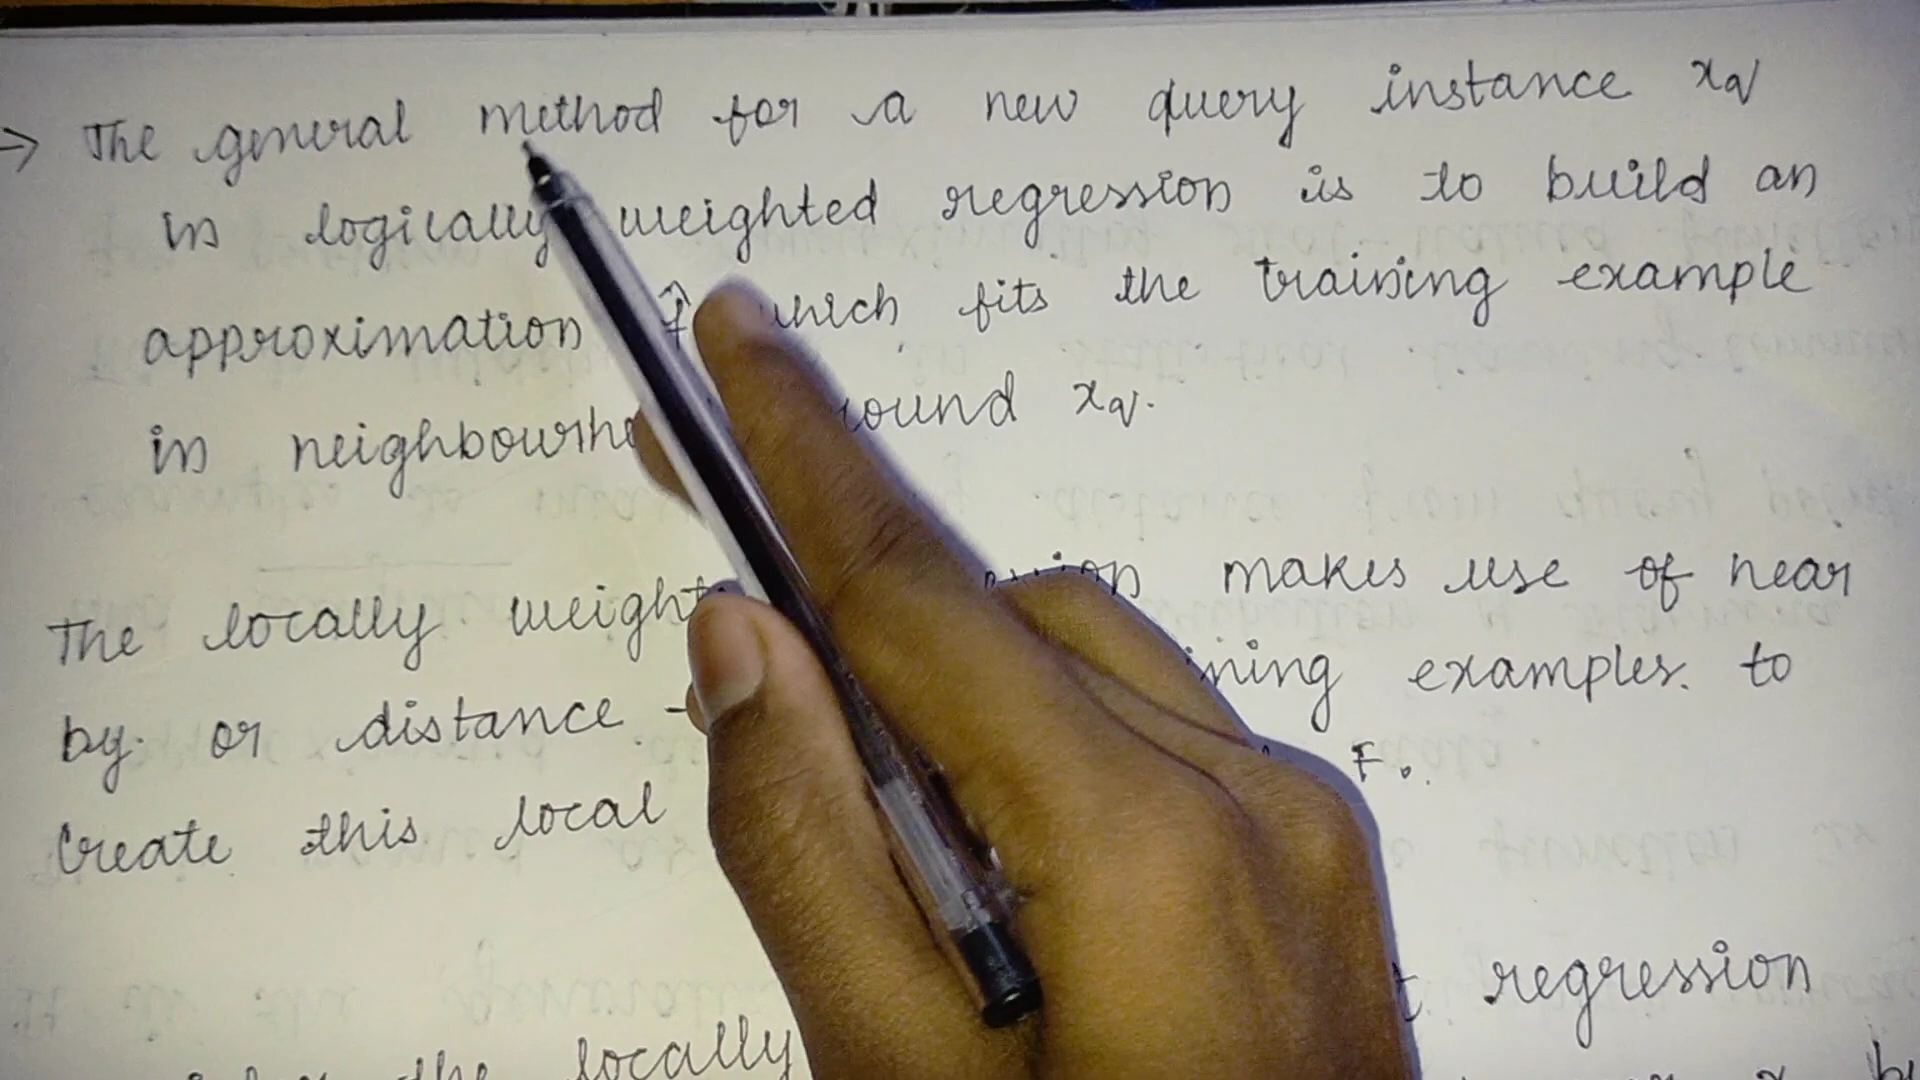 → The general method for a new query instance xq
in logically weighted regression is to build an
approximation f̂ which fits the training example
in neighbourho ound xq.
The locally weight makes use of near
by. or distance - ining examples. to
Create this local F.
regression
the locally